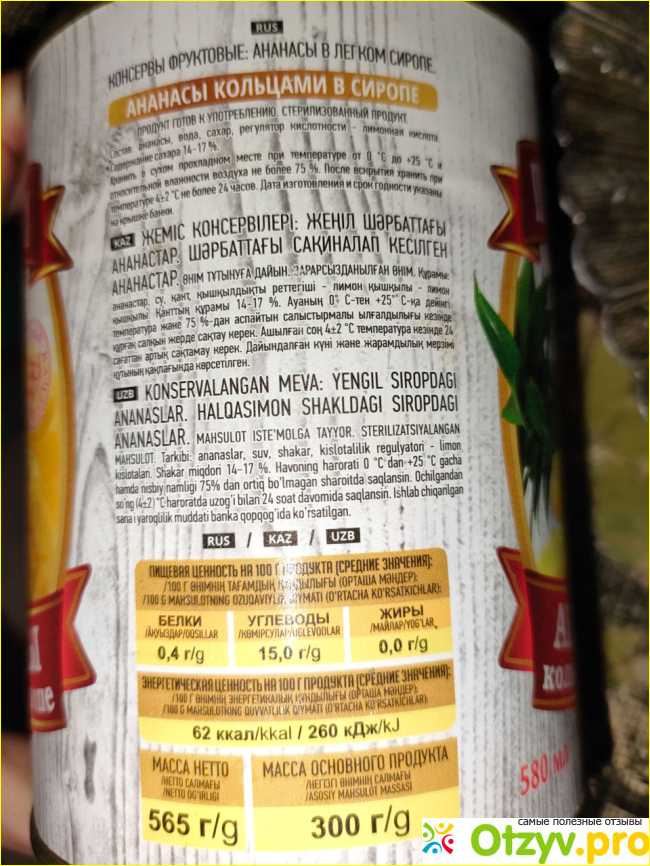 RUS
КОНСЕРВЫ ФРУКТОВЫЕ: АНАНАСЫ В ЛЕГКОМ СИРОПЕ.
АНАНАСЫ КОЛЬЦАМИ В СИРОПЕ
ПРОДУКТ ГОТОВ К УПОТРЕБЛЕНИЮ. СТЕРИЛИЗОВАННЫЙ ПРОДУКТ.
Состав: ананасы, вода, сахар, регулятор кислотности - лимонная кислота.
Содержание сахара 14-17 %.
Хранить в сухом прохладном месте при температуре от 0 °С до +25 °С и
относительной влажности воздуха не более 75 %. После вскрытия хранить при
температуре 4±2 °С не более 24 часов. Дата изготовления и срок годности указаны
на крышке банки.
KAZ ЖЕМІС КОНСЕРВІЛЕРІ: ЖЕҢІЛ ШӘРБАТТАҒЫ
АНАНАСТАР. ШӘРБАТТАҒЫ САҚИНАЛАП КЕСІЛГЕН
АНАНАСТАР. ӨНІМ ТҰТЫНУҒА ДАЙЫН. ЗАРАРСЫЗДАНЫЛҒАН ӨНІМ. Құрамы:
ананастар, су, қант, қышқылдықты реттегіші - лимон қышқылы - лимон
қышқылы. Қанттың құрамы 14-17 %. Ауаның 0° С-тен +25° С-қа дейінгі
температура және 75 %-дан аспайтын салыстырмалы ылғалдылығы кезінде
құрғақ салқын жерде сақтау керек. Ашылған соң 4±2 °С температура кезінде 24
сағаттан артық сақтамау керек. Дайындалған күні және жарамдылық мерзімі
құтының қақпағында көрсетілген.
UZB KONSERVALANGAN MEVA: YENGIL SIROPDAGI
ANANASLAR. HALQASIMON SHAKLDAGI SIROPDAGI
ANANASLAR. MAHSULOT ISTE'MOLGA TAYYOR. STERILIZATSIYALANGAN
MAHSULOT. Tarkibi: ananaslar, suv, shakar, kislotalilik regulyatori - limon
kislotalari. Shakar miqdori 14-17 %. Havoning harorati 0 °C dan +25 °C gacha
hamda nisbiy namligi 75% dan ortiq bo'lmagan sharoitda saqlansin. Ochilgandan
so'ng (4±2) °C haroratda uzog'i bilan 24 soat davomida saqlansin. Ishlab chiqarilgan
sana i yaroqlilik muddati banka qopqog'ida ko'rsatilgan.
RUS / KAZ / UZB
ПИЩЕВАЯ ЦЕННОСТЬ НА 100 Г ПРОДУКТА (СРЕДНИЕ ЗНАЧЕНИЯ):
/100 Г ӨНІМНІҢ ТАҒАМДЫҚ ҚҰНДЫЛЫҒЫ (ОРТАША МӘНДЕР):
/100 G MAHSULOTNING OZUQAVIYLIK QIYMATI (O'RTACHA KO'RSATKICHLAR):
БЕЛКИ
/АҚУЫЗДАР/OQSILLAR
0,4 г/g
УГЛЕВОДЫ
/КӨМІРСУЛАР/UGLEVODLAR
15,0 г/g
ЖИРЫ
/МАЙЛАР/YOG'LAR
0,0 г/g
ЭНЕРГЕТИЧЕСКАЯ ЦЕННОСТЬ НА 100 Г ПРОДУКТА (СРЕДНИЕ ЗНАЧЕНИЯ):
/100 Г ӨНІМНІҢ ЭНЕРГЕТИКАЛЫҚ ҚҰНДЫЛЫҒЫ (ОРТАША МӘНДЕР):
/100 G MAHSULOTNING QUVVATLILIK QIYMATI (O'RTACHA KO'RSATKICHLAR):
62 ккал/kkal / 260 кДж/kJ
МАССА НЕТТО
/НЕТТО САЛМАҒЫ
/NETTO OG'IRLIGI
565 г/g
МАССА ОСНОВНОГО ПРОДУКТА
/НЕГІЗГІ ӨНІМНІҢ САЛМАҒЫ
/ASOSIY MAHSULOT MASSASI
300 г/g
580 мл
самые полезные отзывы
Otzyv.pro